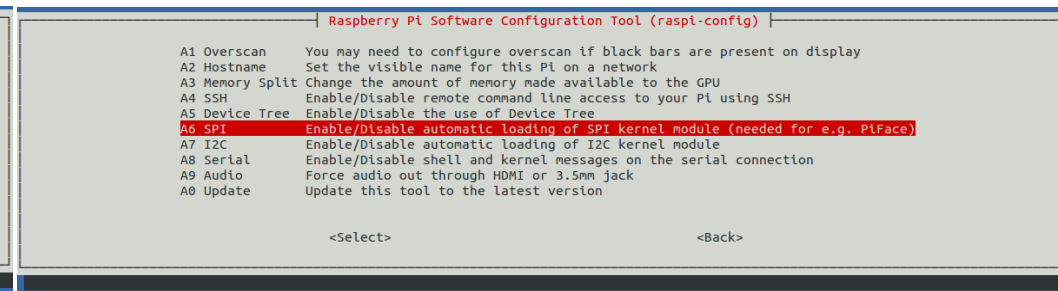 Raspberry Pi Software Configuration Tool (raspi-config)
A1 Overscan You may need to configure overscan if black bars are present on display
A2 Hostname Set the visible name for this Pi on a network
A3 Memory Split Change the amount of memory made available to the GPU
A4 SSH Enable/Disable remote command line access to your Pi using SSH
A5 Device Tree Enable/Disable the use of Device Tree
A6 SPI Enable/Disable automatic loading of SPI kernel module (needed for e.g. PiFace)
A7 I2C Enable/Disable automatic loading of I2C kernel module
A8 Serial Enable/Disable shell and kernel messages on the serial connection
A9 Audio Force audio out through HDMI or 3.5mm jack
A0 Update Update this tool to the latest version
<Select> <Back>